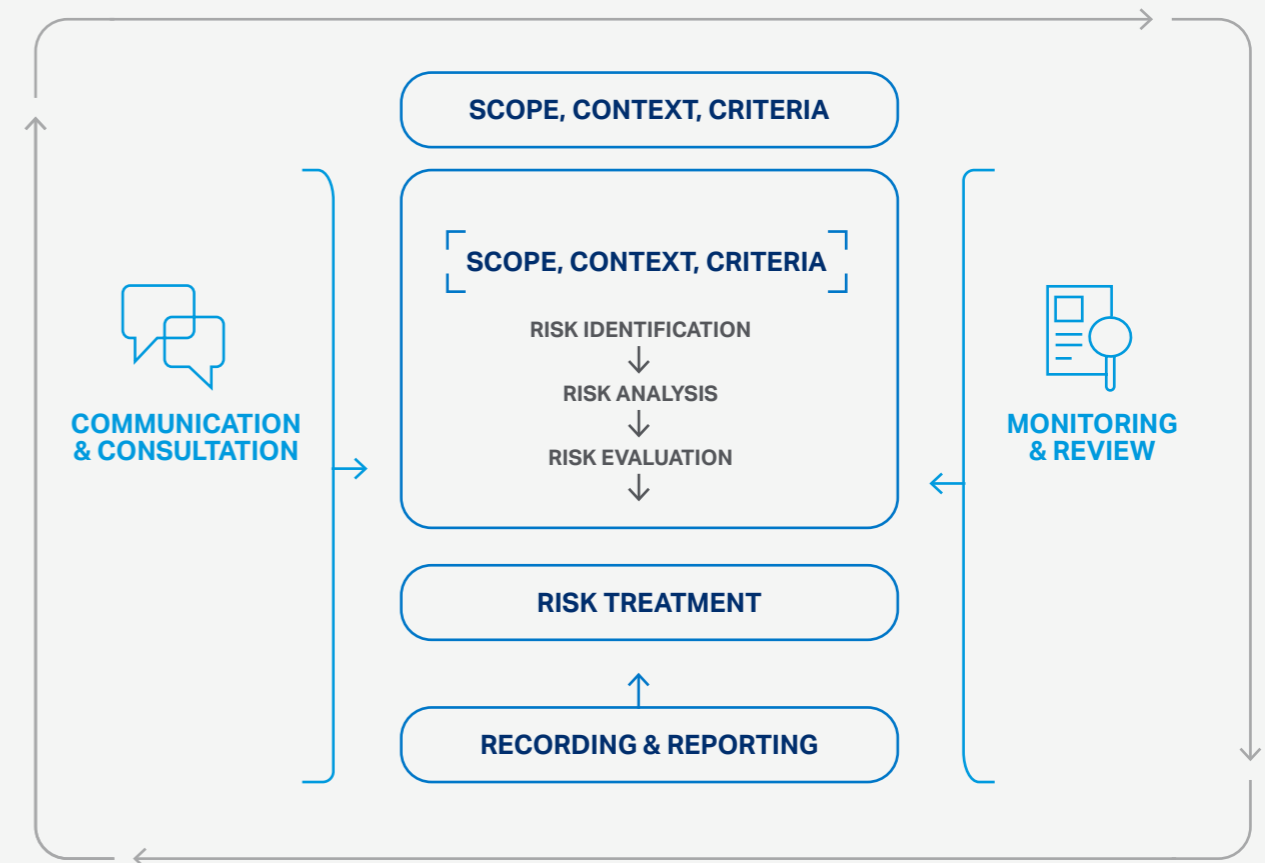 SCOPE, CONTEXT, CRITERIA
SCOPE, CONTEXT, CRITERIA
RISK IDENTIFICATION
RISK ANALYSIS
RISK EVALUATION
COMMUNICATION
& CONSULTATION
MONITORING
& REVIEW
RISK TREATMENT
RECORDING & REPORTING